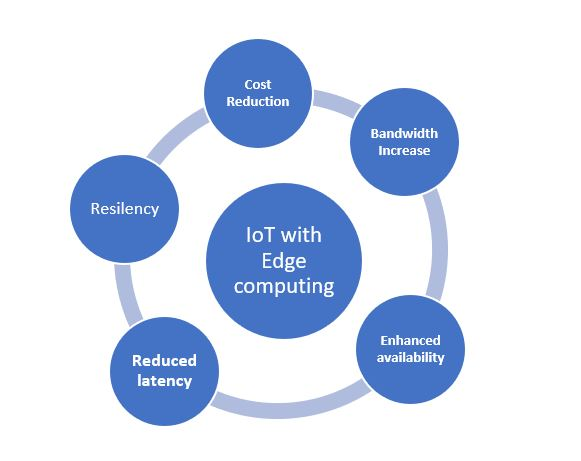 Cost
Reduction
Bandwidth
Increase
Resilency
IoT with
Edge
computing
Enhanced
availability
Reduced
latency